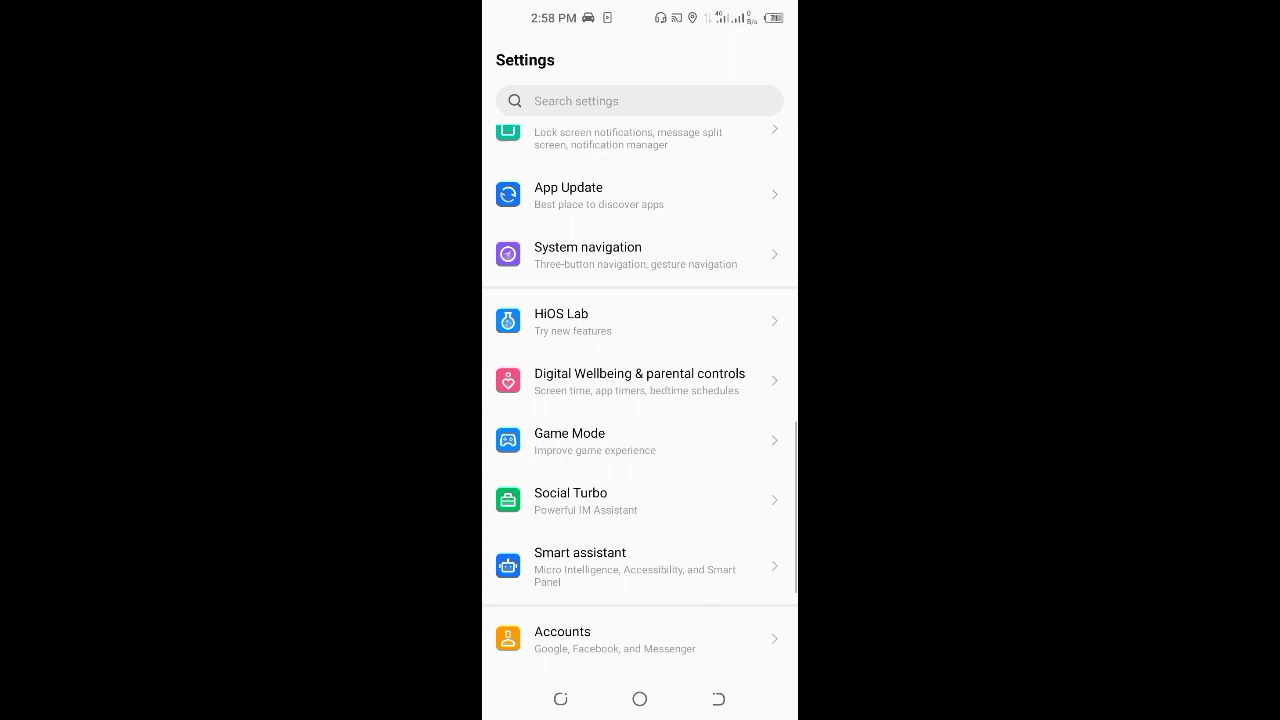 2:58 PM
4G
0
B/s
Settings
Search settings
Lock screen notifications, message split
screen, notification manager
App Update
Best place to discover apps
System navigation
Three-button navigation, gesture navigation
HiOS Lab
Try new features
Digital Wellbeing & parental controls
Screen time, app timers, bedtime schedules
Game Mode
Improve game experience
Social Turbo
Powerful IM Assistant
Smart assistant
Micro Intelligence, Accessibility, and Smart
Panel
Accounts
Google, Facebook, and Messenger